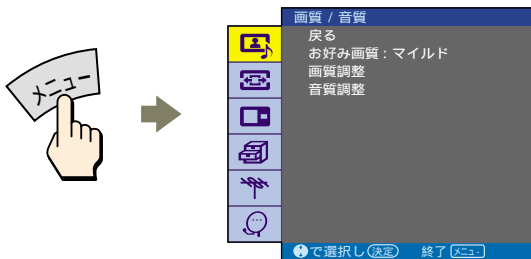 メニュー
画質 / 音質
戻る
お好み画質 : マイルド
画質調整
音質調整
で選択し 決定 終了 メニュー